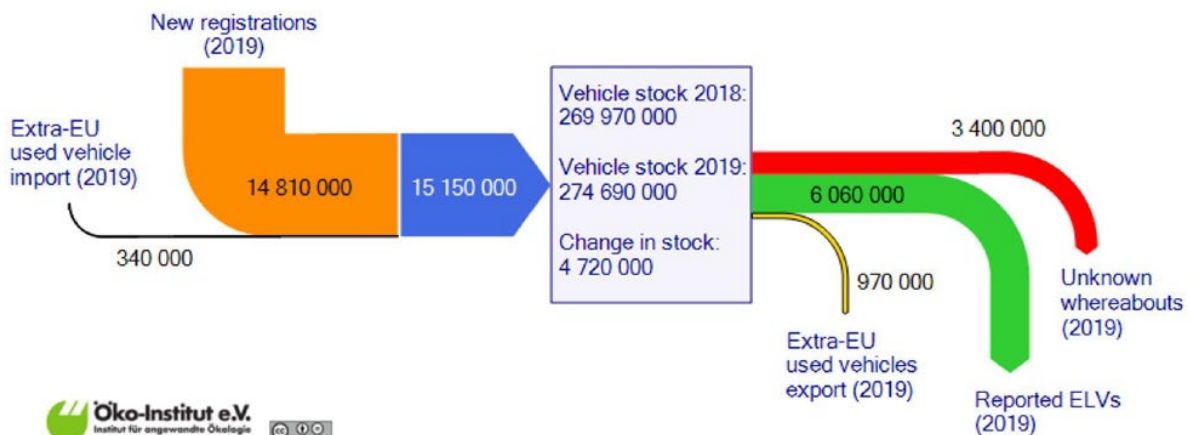 New registrations
(2019)
Extra-EU
used vehicle
import (2019)
14 810 000
340 000
15 150 000
Vehicle stock 2018:
269 970 000
Vehicle stock 2019:
274 690 000
Change in stock:
4 720 000
3 400 000
6 060 000
970 000
Unknown
whereabouts
(2019)
Extra-EU
used vehicles
export (2019)
Reported ELVs
(2019)
Öko-Institut e.V.
Institut für angewandte Ökologie
cc